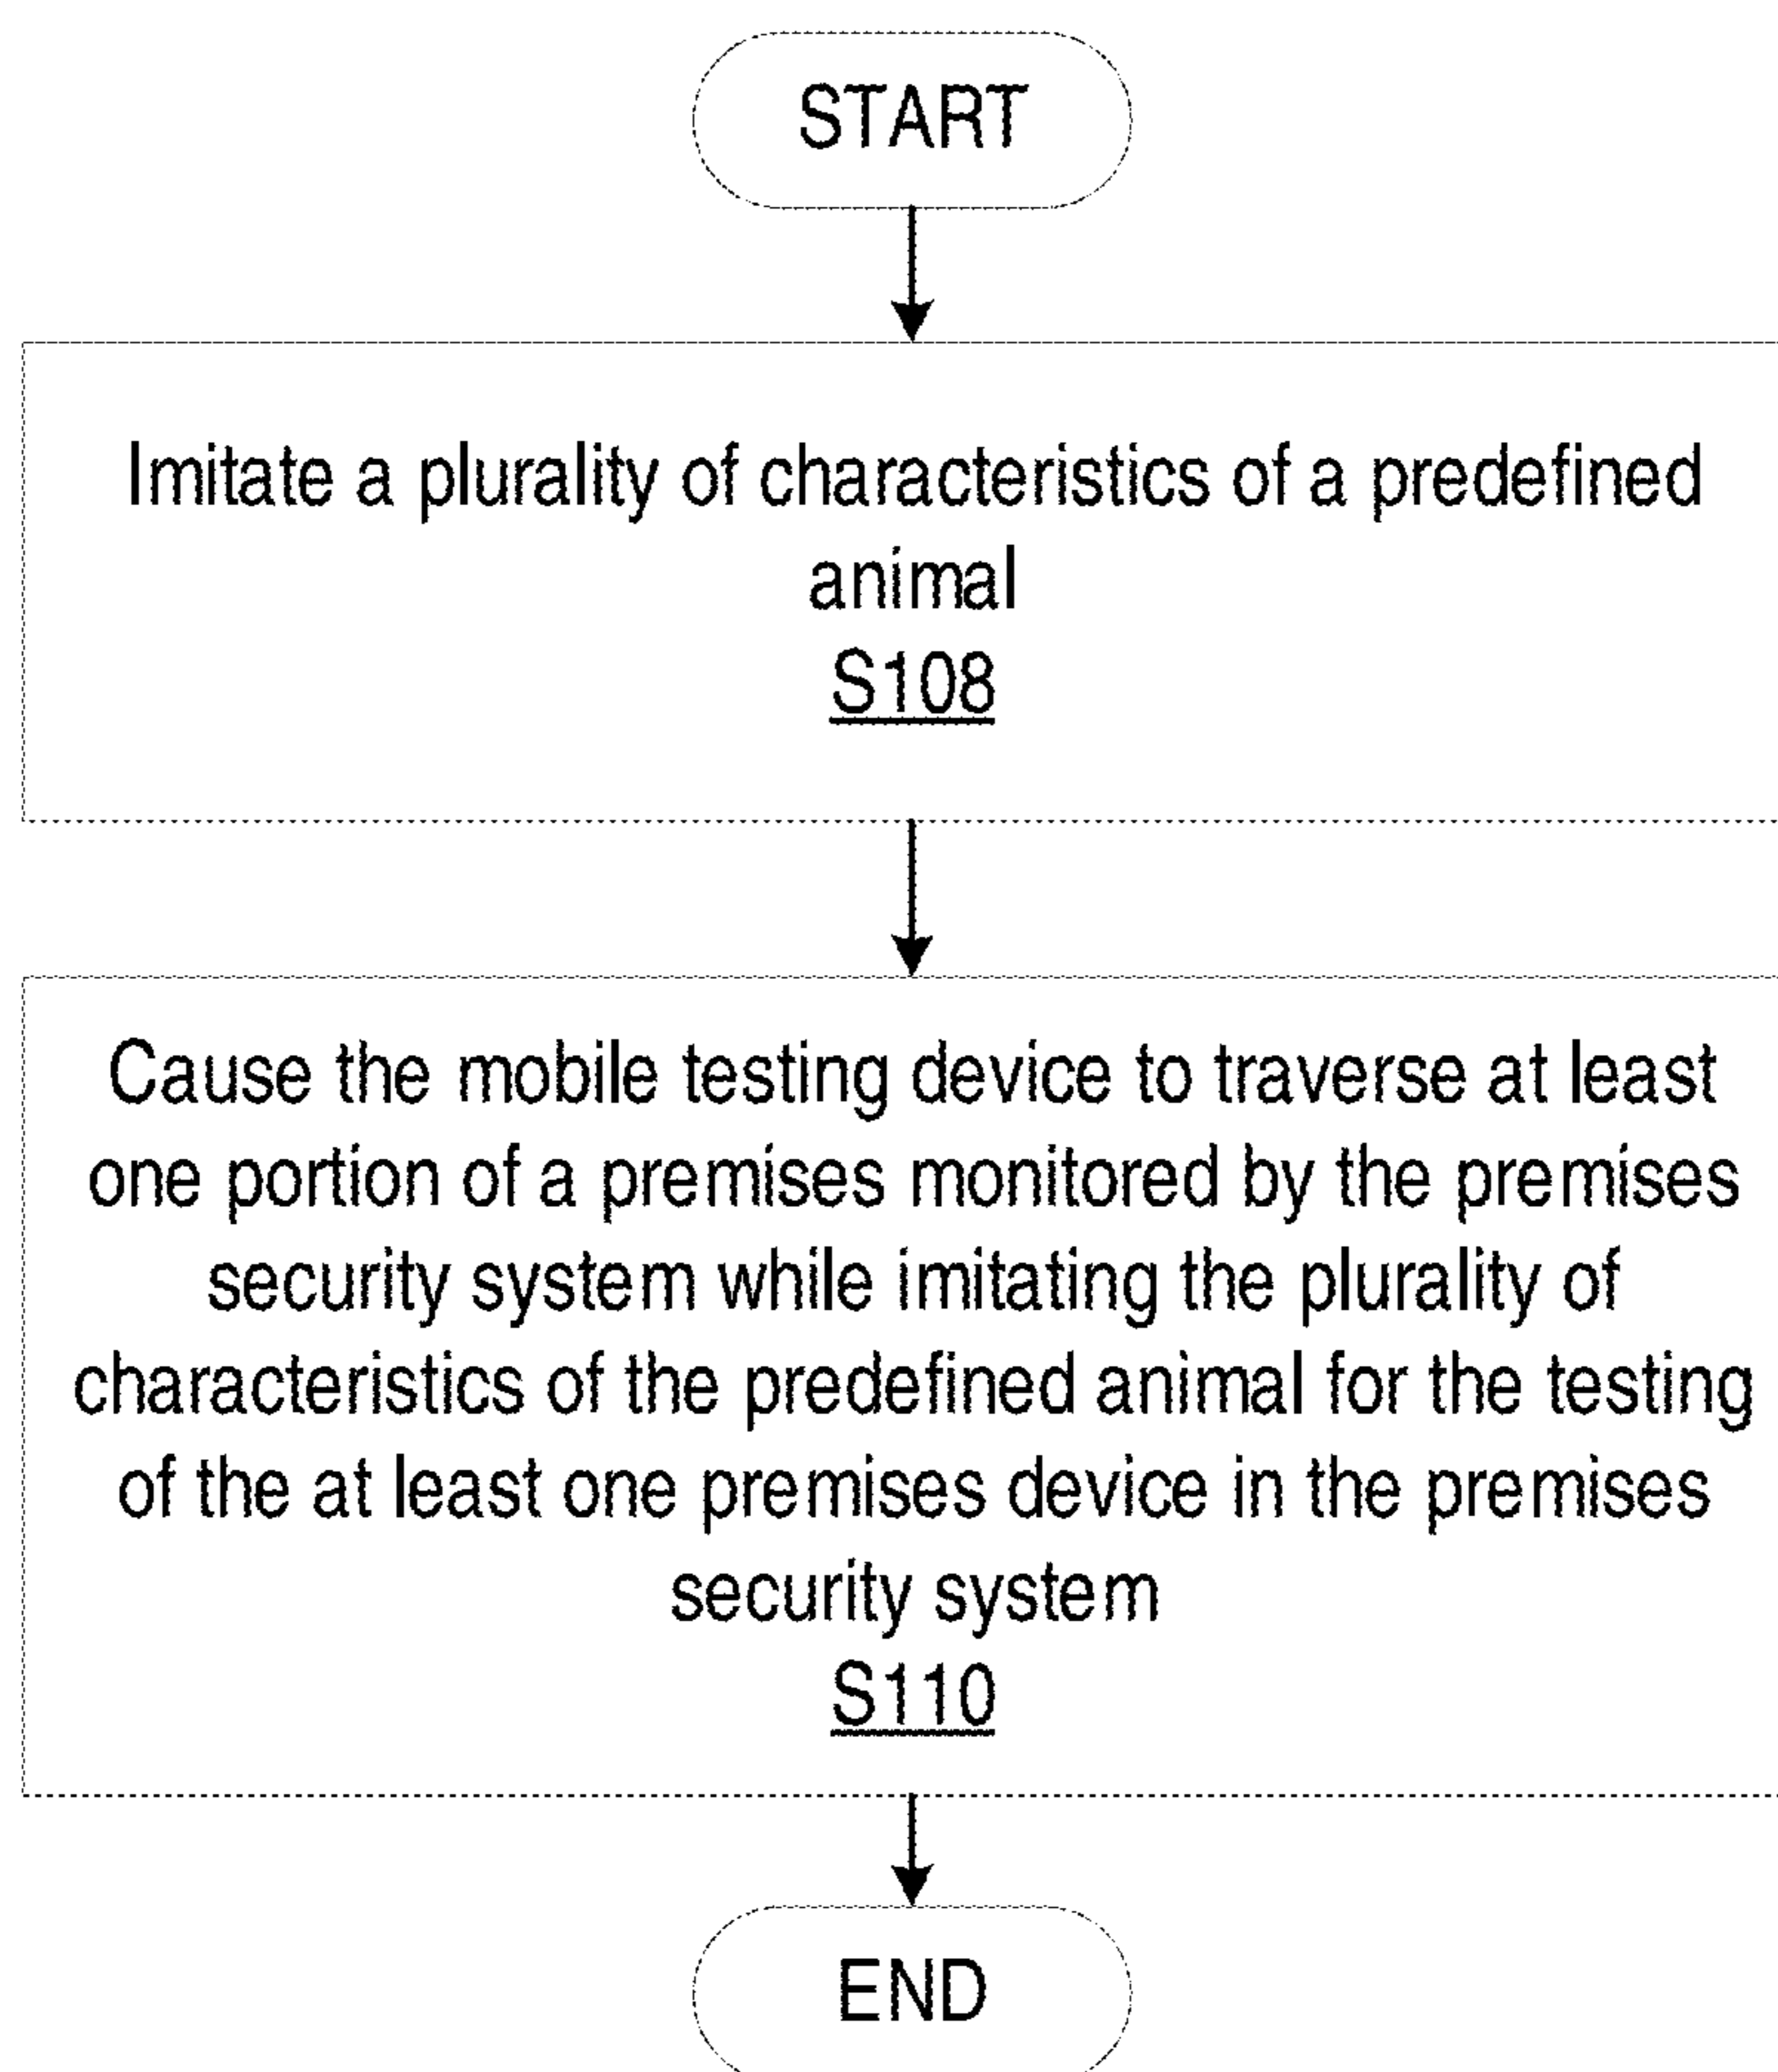 START
Imitate a plurality of characteristics of a predefined
animal
S108
Cause the mobile testing device to traverse at least
one portion of a premises monitored by the premises
security system while imitating the plurality of
characteristics of the predefined animal for the testing
of the at least one premises device in the premises
security system
S110
END